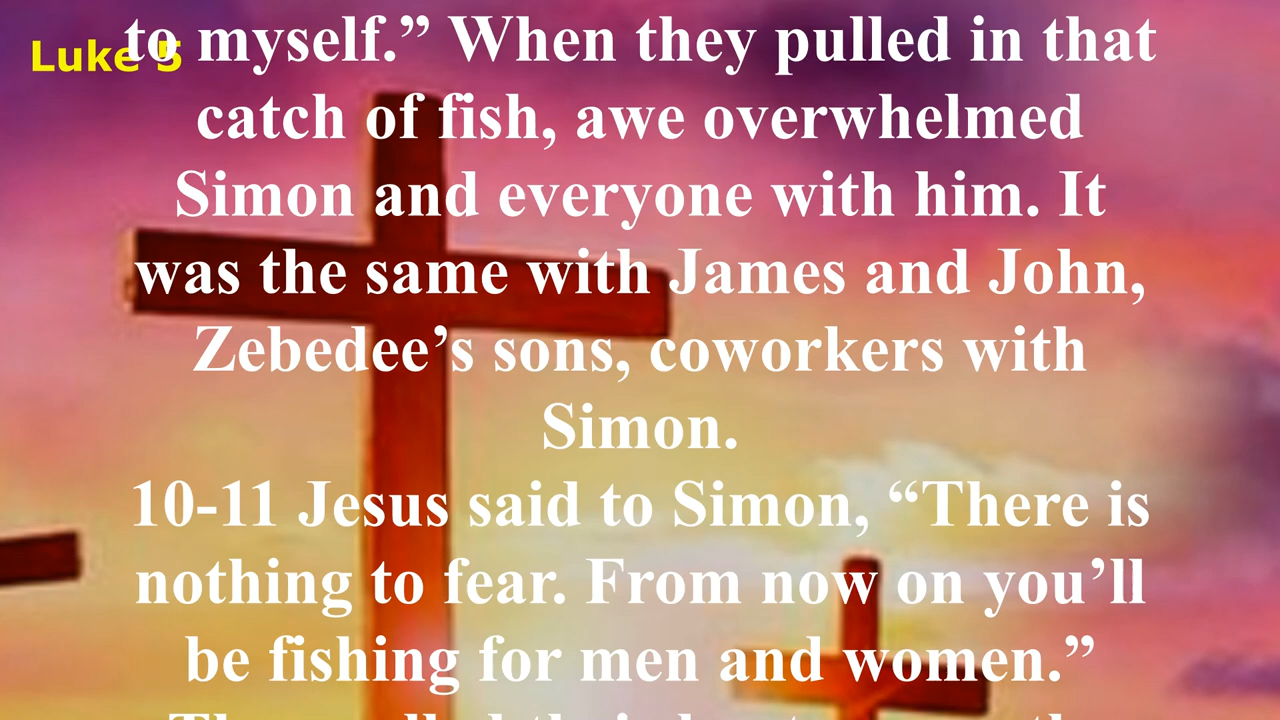 Luke 5
to myself.” When they pulled in that
catch of fish, awe overwhelmed
Simon and everyone with him. It
was the same with James and John,
Zebedee’s sons, coworkers with
Simon.
10-11 Jesus said to Simon, “There is
nothing to fear. From now on you’ll
be fishing for men and women.”